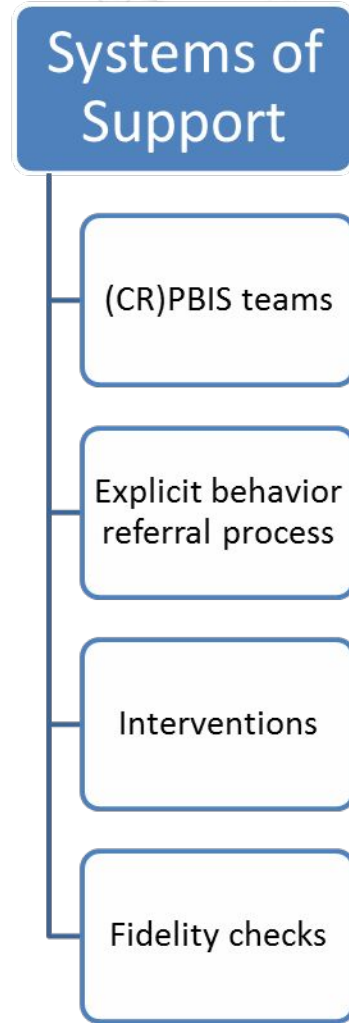 Systems of
Support
(CR)PBIS teams
Explicit behavior
referral process
Interventions
Fidelity checks